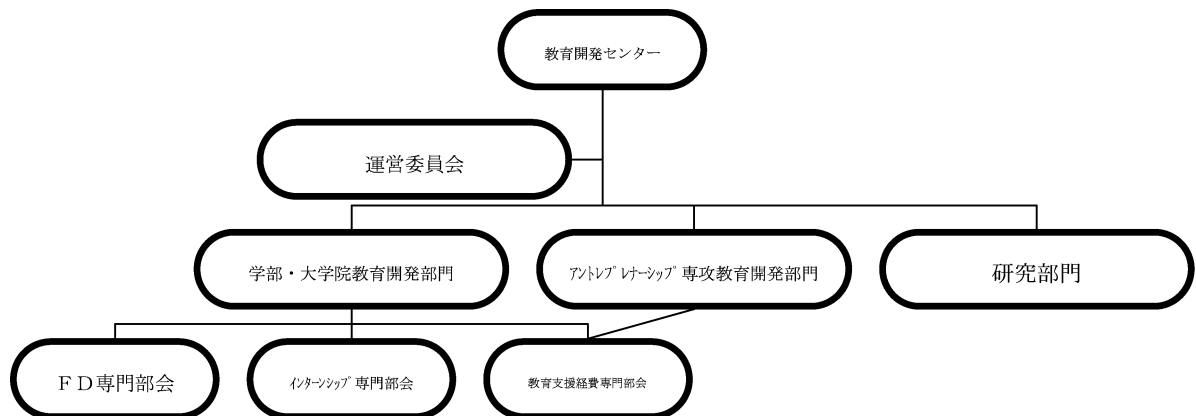 教育開発センター
運営委員会
学部・大学院教育開発部門
ｱﾝﾄﾚﾌﾟﾚﾅｰｼｯﾌﾟ専攻教育開発部門
研究部門
ＦＤ専門部会
ｲﾝﾀｰﾝｼｯﾌﾟ専門部会
教育支援経費専門部会